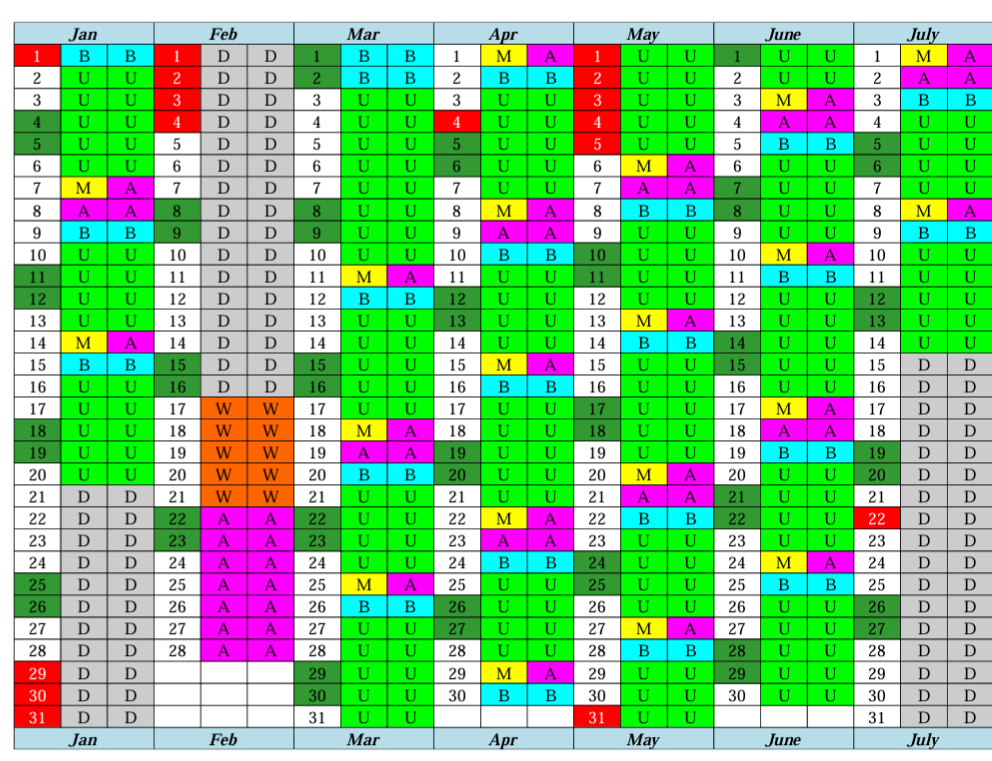 Jan Feb Mar Apr May June July
1 B B 1 D D 1 B B 1 M A 1 U U 1 U U 1 M A
2 U U 2 D D 2 B B 2 B B 2 U U 2 U U 2 A A
3 U U 3 D D 3 U U 3 U U 3 U U 3 M A 3 B B
4 U U 4 D D 4 U U 4 U U 4 U U 4 A A 4 U U
5 U U 5 D D 5 U U 5 U U 5 U U 5 B B 5 U U
6 U U 6 D D 6 U U 6 U U 6 M A 6 U U 6 U U
7 M A 7 D D 7 U U 7 U U 7 A A 7 U U 7 U U
8 A A 8 D D 8 U U 8 M A 8 B B 8 U U 8 M A
9 B B 9 D D 9 U U 9 A A 9 U U 9 U U 9 B B
10 U U 10 D D 10 U U 10 B B 10 U U 10 M A 10 U U
11 U U 11 D D 11 M A 11 U U 11 U U 11 B B 11 U U
12 U U 12 D D 12 B B 12 U U 12 U U 12 U U 12 U U
13 U U 13 D D 13 U U 13 U U 13 M A 13 U U 13 U U
14 M A 14 D D 14 U U 14 U U 14 B B 14 U U 14 U U
15 B B 15 D D 15 U U 15 M A 15 U U 15 U U 15 D D
16 U U 16 D D 16 U U 16 B B 16 U U 16 U U 16 D D
17 U U 17 W W 17 U U 17 U U 17 U U 17 M A 17 D D
18 U U 18 W W 18 M A 18 U U 18 U U 18 A A 18 D D
19 U U 19 W W 19 A A 19 U U 19 U U 19 B B 19 D D
20 U U 20 W W 20 B B 20 U U 20 M A 20 U U 20 D D
21 D D 21 W W 21 U U 21 U U 21 A A 21 U U 21 D D
22 D D 22 A A 22 U U 22 M A 22 B B 22 U U 22 D D
23 D D 23 A A 23 U U 23 A A 23 U U 23 U U 23 D D
24 D D 24 A A 24 U U 24 B B 24 U U 24 M A 24 D D
25 D D 25 A A 25 M A 25 U U 25 U U 25 B B 25 D D
26 D D 26 A A 26 B B 26 U U 26 U U 26 U U 26 D D
27 D D 27 A A 27 U U 27 U U 27 M A 27 U U 27 D D
28 D D 28 A A 28 U U 28 U U 28 B B 28 U U 28 D D
29 D D 29 U U 29 M A 29 U U 29 U U 29 D D
30 D D 30 U U 30 B B 30 U U 30 U U 30 D D
31 D D 31 U U 31 U U 31 D D
Jan Feb Mar Apr May June July